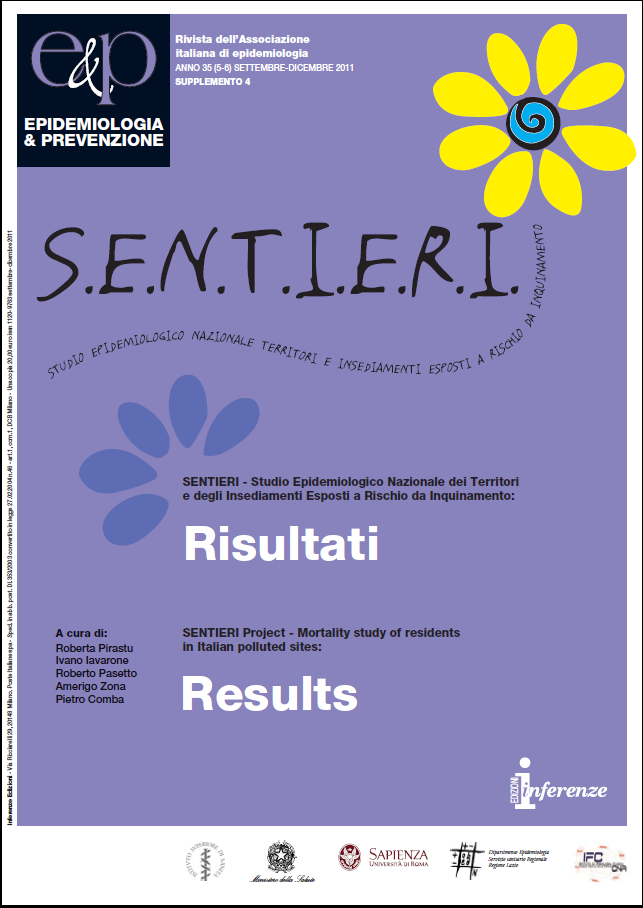 e&p
EPIDEMIOLOGIA
& PREVENZIONE
Rivista dell'Associazione
italiana di epidemiologia
ANNO 35 (5-6) SETTEMBRE-DICEMBRE 2011
SUPPLEMENTO 4
S.E.N.T.I.E.R.I.
STUDIO EPIDEMIOLOGICO NAZIONALE TERRITORI E INSEDIAMENTI ESPOSTI A RISCHIO DA INQUINAMENTO
SENTIERI - Studio Epidemiologico Nazionale dei Territori
e degli Insediamenti Esposti a Rischio da Inquinamento:
Risultati
A cura di:
Roberta Pirastu
Ivano Iavarone
Roberto Pasetto
Amerigo Zona
Pietro Comba
SENTIERI Project - Mortality study of residents
in Italian polluted sites:
Results
EDIZIONI
inferenze
Inferenze Edizioni - Via Ricciarelli 29, 20148 Milano. Poste Italiane spa - Sped. in abb. post. DL 353/2003 convertito in legge 27.02.2004 n. 46 - art.1, com.1, DCB Milano - Una copia 20,00 euro issn 1120-9763 settembre-dicembre 2011
ISTITUTO SUPERIORE DI SANITÀ
Ministero della Salute
SAPIENZA
UNIVERSITÀ DI ROMA
Dipartimento Epidemiologia
Servizio sanitario Regionale
Regione Lazio
IFC
CNR